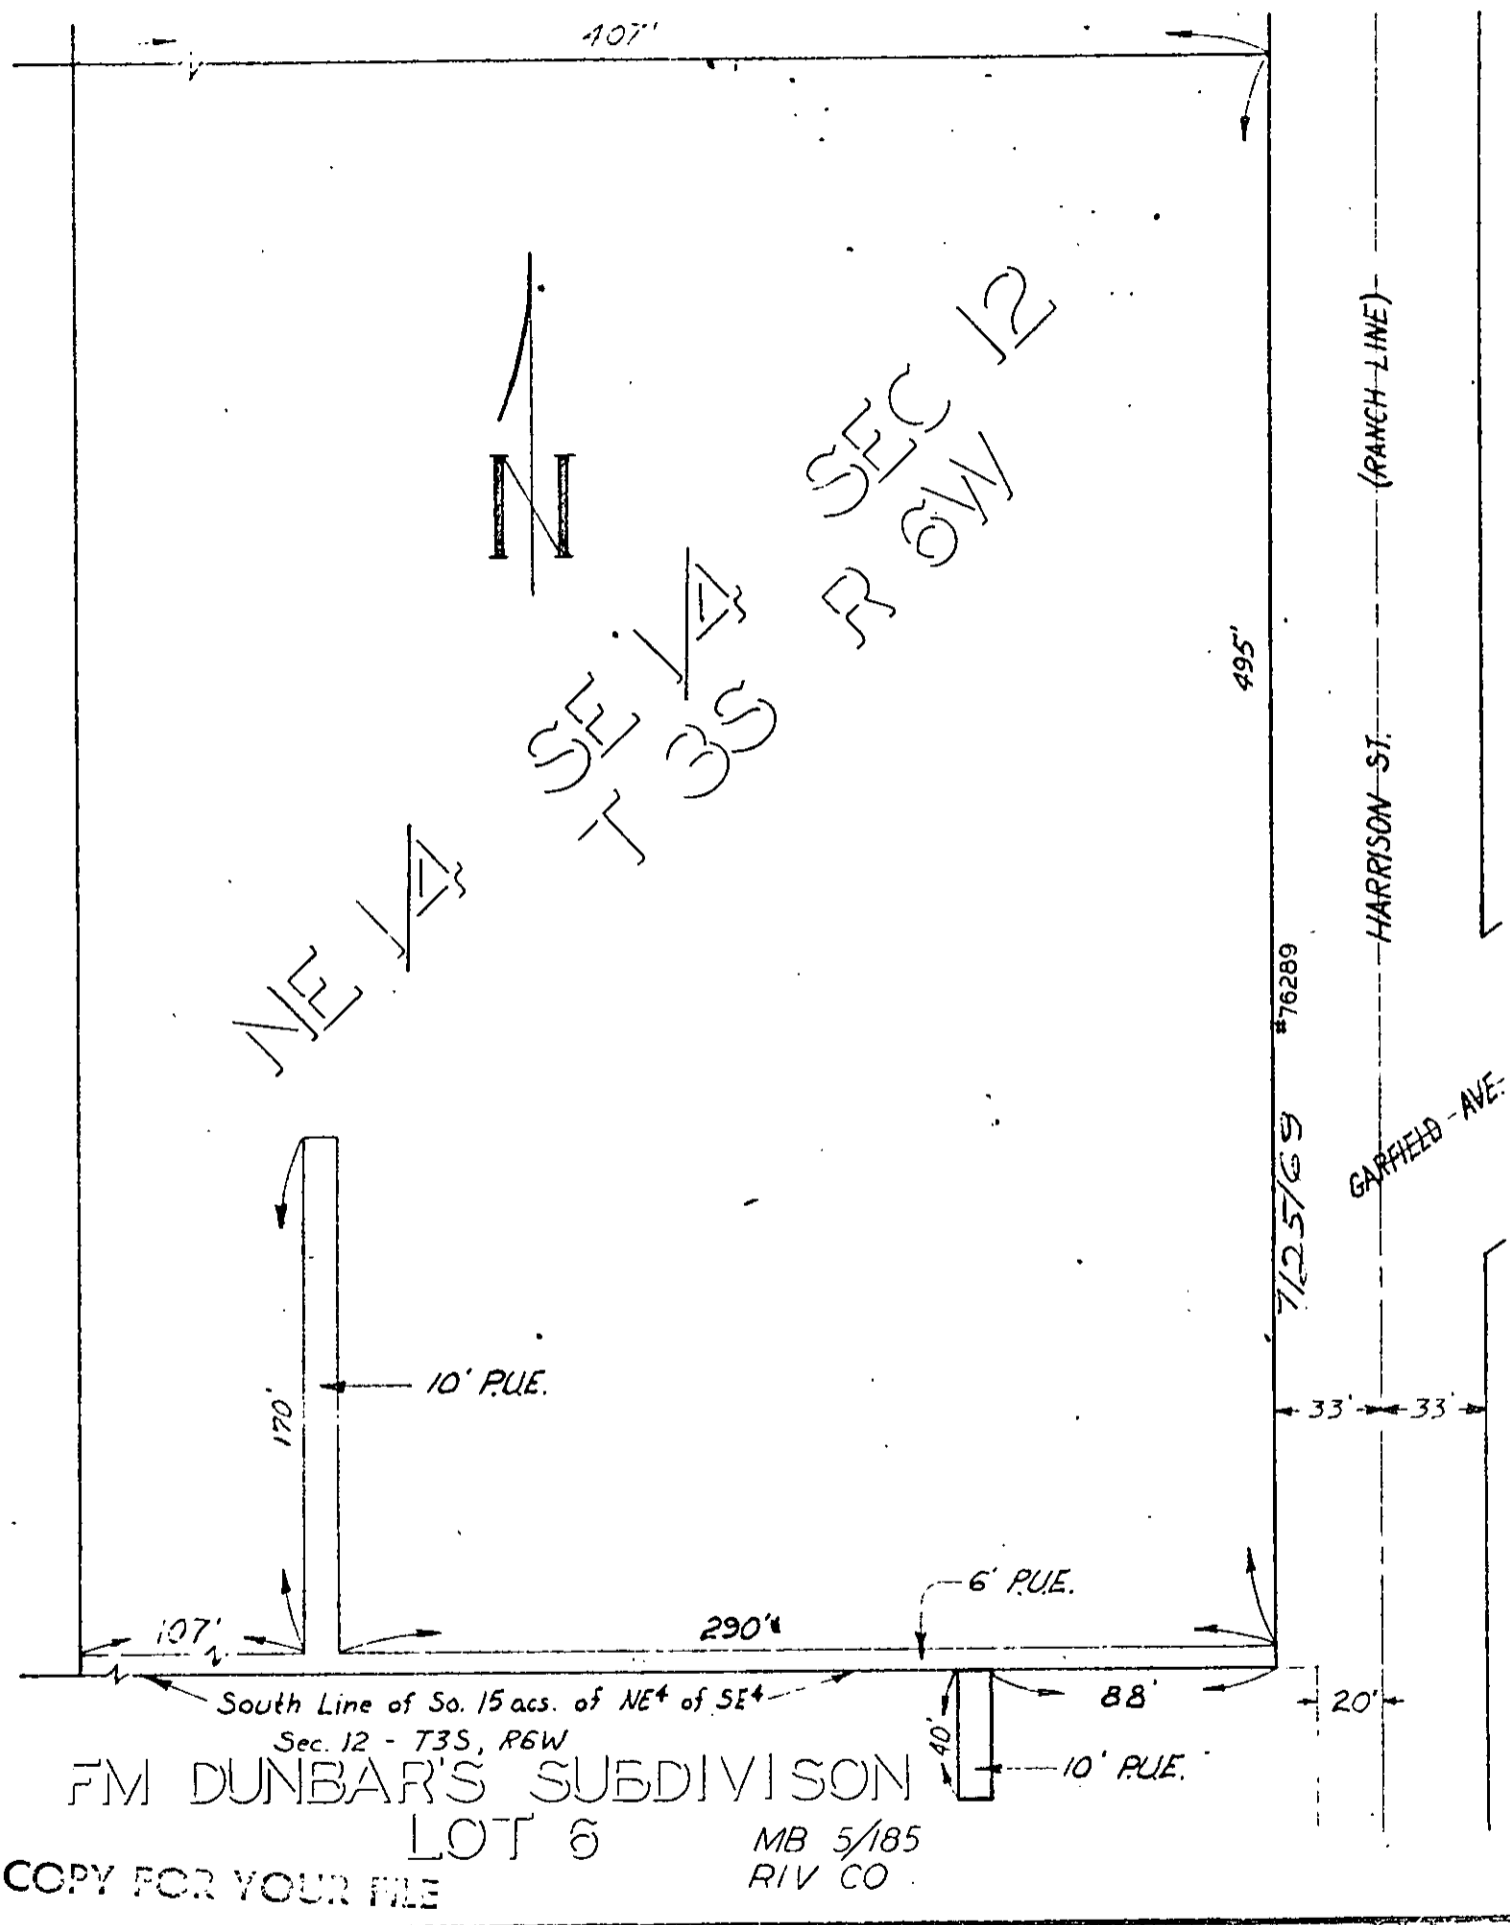 407'
N
NE 1/4 SE 1/4 SEC 12
T 3S R 6W
(RANCH LINE)
HARRISON ST.
495'
#76289
7/25/69
GARFIELD AVE.
170'
10' P.U.E.
33' 33'
6' P.U.E.
107'
290'
South Line of So. 15 acs. of NE⁴ of SE⁴
Sec. 12 - T3S, R6W
88'
20'
40'
10' P.U.E.
FM DUNBAR'S SUBDIVISON
LOT 6
MB 5/185
RIV CO
COPY FOR YOUR FILE